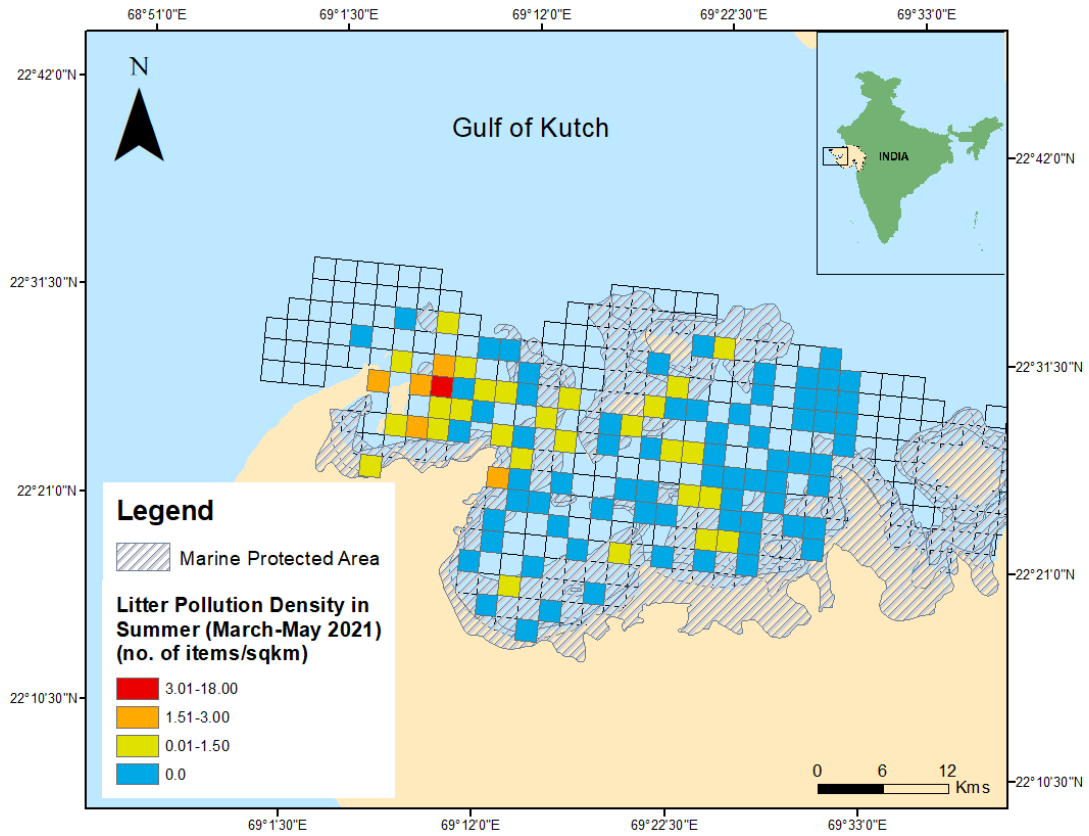 68°51'0"E 69°1'30"E 69°12'0"E 69°22'30"E 69°33'0"E
N
22°42'0"N
Gulf of Kutch
INDIA
22°42'0"N
22°31'30"N
22°31'30"N
22°21'0"N
Legend
Marine Protected Area
22°21'0"N
Litter Pollution Density in
Summer (March-May 2021)
(no. of items/sqkm)
3.01-18.00
22°10'30"N
1.51-3.00
0.01-1.50
0.0
0 6 12
Kms
22°10'30"N
69°1'30"E 69°12'0"E 69°22'30"E 69°33'0"E